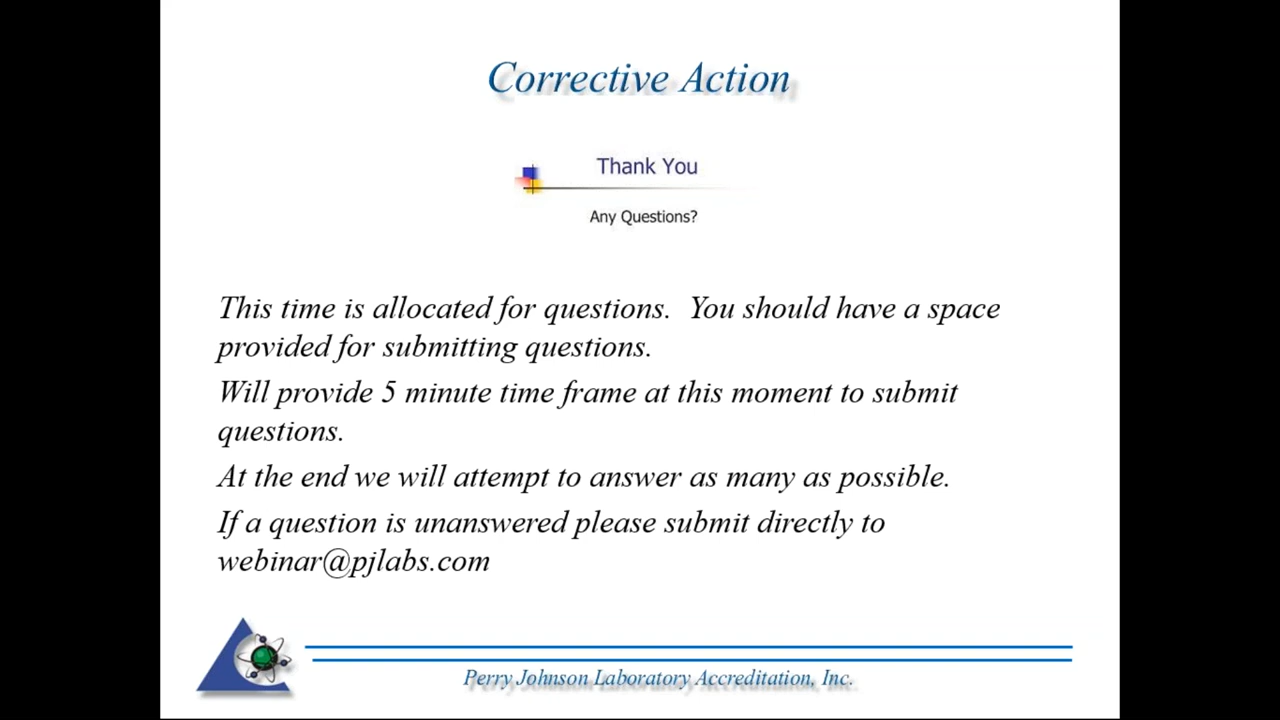 Corrective Action
Thank You
Any Questions?
This time is allocated for questions.  You should have a space
provided for submitting questions.
Will provide 5 minute time frame at this moment to submit
questions.
At the end we will attempt to answer as many as possible.
If a question is unanswered please submit directly to
webinar@pjlabs.com
Perry Johnson Laboratory Accreditation, Inc.